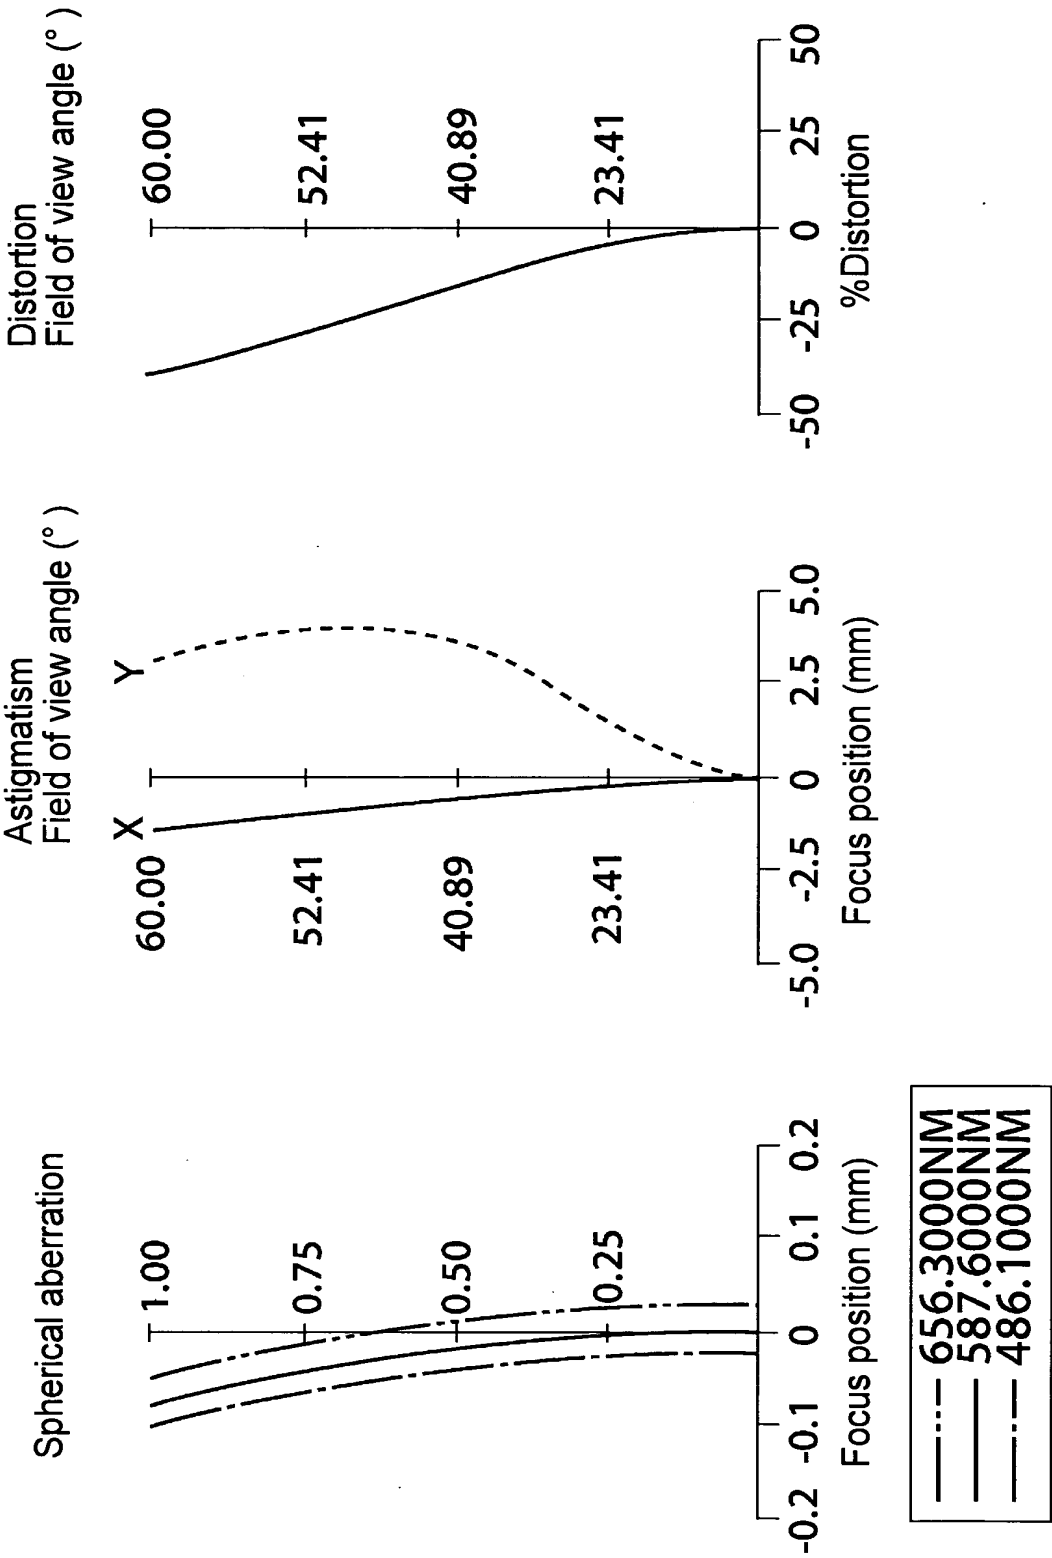 Spherical aberration
1.00
0.75
0.50
0.25
-0.2 -0.1 0 0.1 0.2
Focus position (mm)
Astigmatism
Field of view angle (° )
X Y
60.00
52.41
40.89
23.41
-5.0 -2.5 0 2.5 5.0
Focus position (mm)
Distortion
Field of view angle (° )
60.00
52.41
40.89
23.41
-50 -25 0 25 50
%Distortion
656.3000NM
587.6000NM
486.1000NM